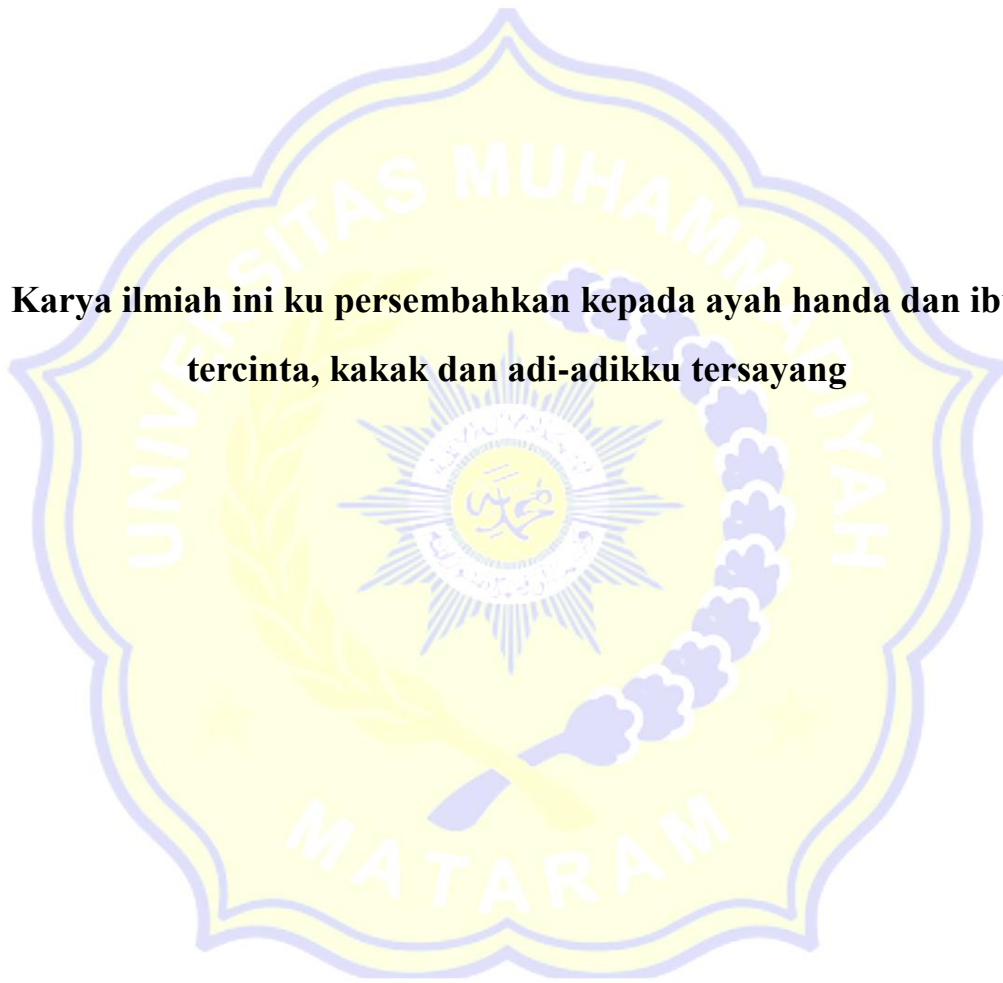 UNIVERSITAS MUHAMMADIYAH
Karya ilmiah ini ku persembahkan kepada ayah handa dan ib
tercinta, kakak dan adi-adikku tersayang
MATARAM